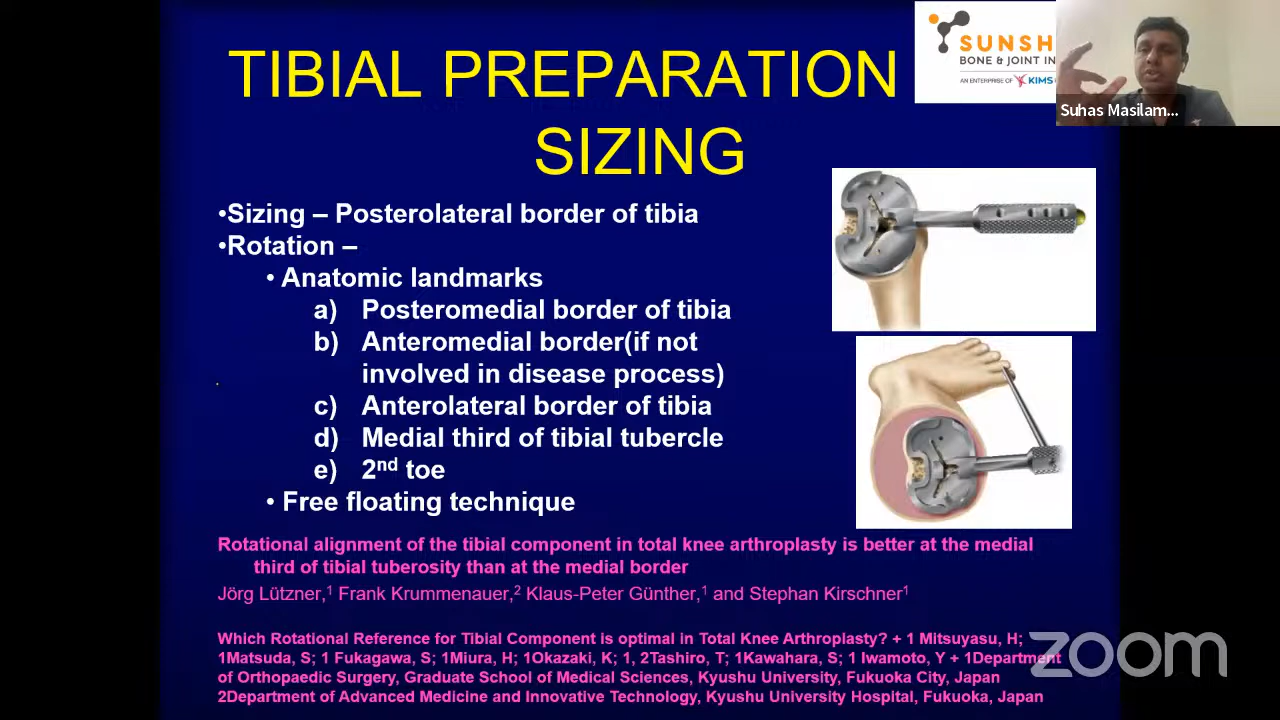 TIBIAL PREPARATION
SIZING
SUNSH
BONE & JOINT IN
AN ENTERPRISE OF KIMS
Suhas Masilam...
•Sizing – Posterolateral border of tibia
•Rotation –
• Anatomic landmarks
a) Posteromedial border of tibia
b) Anteromedial border(if not
involved in disease process)
c) Anterolateral border of tibia
d) Medial third of tibial tubercle
e) 2nd toe
• Free floating technique
Rotational alignment of the tibial component in total knee arthroplasty is better at the medial
third of tibial tuberosity than at the medial border
Jörg Lützner,1 Frank Krummenauer,2 Klaus-Peter Günther,1 and Stephan Kirschner1
Which Rotational Reference for Tibial Component is optimal in Total Knee Arthroplasty? + 1 Mitsuyasu, H;
1Matsuda, S; 1 Fukagawa, S; 1Miura, H; 1Okazaki, K; 1, 2Tashiro, T; 1Kawahara, S; 1 Iwamoto, Y + 1Department
of Orthopaedic Surgery, Graduate School of Medical Sciences, Kyushu University, Fukuoka City, Japan
2Department of Advanced Medicine and Innovative Technology, Kyushu University Hospital, Fukuoka, Japan
zoom